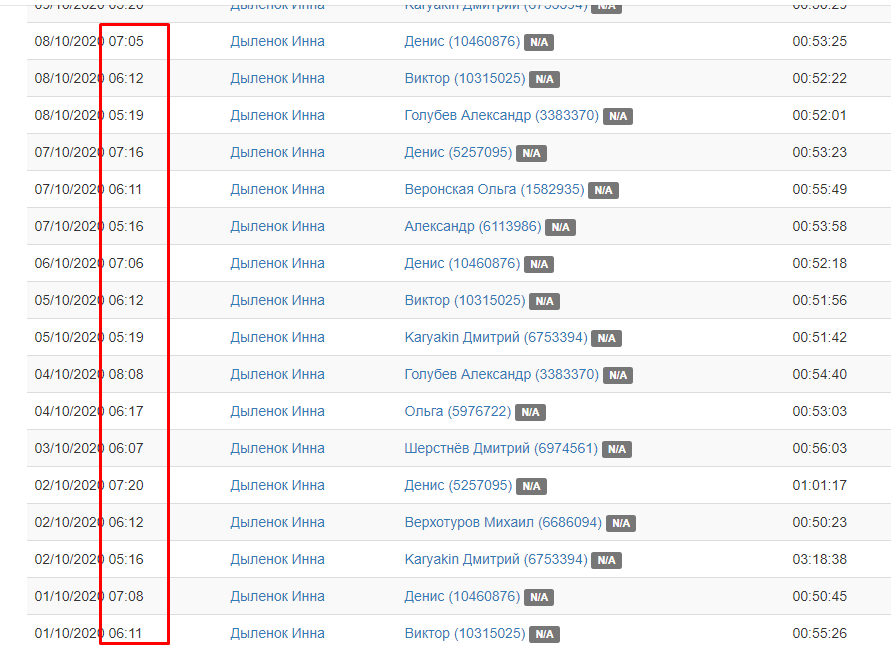 09/10/2020 05:20 Дыленок Инна Karyakin Дмитрий (6753394) N/A 00:50:29
08/10/2020 07:05 Дыленок Инна Денис (10460876) N/A 00:53:25
08/10/2020 06:12 Дыленок Инна Виктор (10315025) N/A 00:52:22
08/10/2020 05:19 Дыленок Инна Голубев Александр (3383370) N/A 00:52:01
07/10/2020 07:16 Дыленок Инна Денис (5257095) N/A 00:53:23
07/10/2020 06:11 Дыленок Инна Веронская Ольга (1582935) N/A 00:55:49
07/10/2020 05:16 Дыленок Инна Александр (6113986) N/A 00:53:58
06/10/2020 07:06 Дыленок Инна Денис (10460876) N/A 00:52:18
05/10/2020 06:12 Дыленок Инна Виктор (10315025) N/A 00:51:56
05/10/2020 05:19 Дыленок Инна Karyakin Дмитрий (6753394) N/A 00:51:42
04/10/2020 08:08 Дыленок Инна Голубев Александр (3383370) N/A 00:54:40
04/10/2020 06:17 Дыленок Инна Ольга (5976722) N/A 00:53:03
03/10/2020 06:07 Дыленок Инна Шерстнёв Дмитрий (6974561) N/A 00:56:03
02/10/2020 07:20 Дыленок Инна Денис (5257095) N/A 01:01:17
02/10/2020 06:12 Дыленок Инна Верхотуров Михаил (6686094) N/A 00:50:23
02/10/2020 05:16 Дыленок Инна Karyakin Дмитрий (6753394) N/A 03:18:38
01/10/2020 07:08 Дыленок Инна Денис (10460876) N/A 00:50:45
01/10/2020 06:11 Дыленок Инна Виктор (10315025) N/A 00:55:26